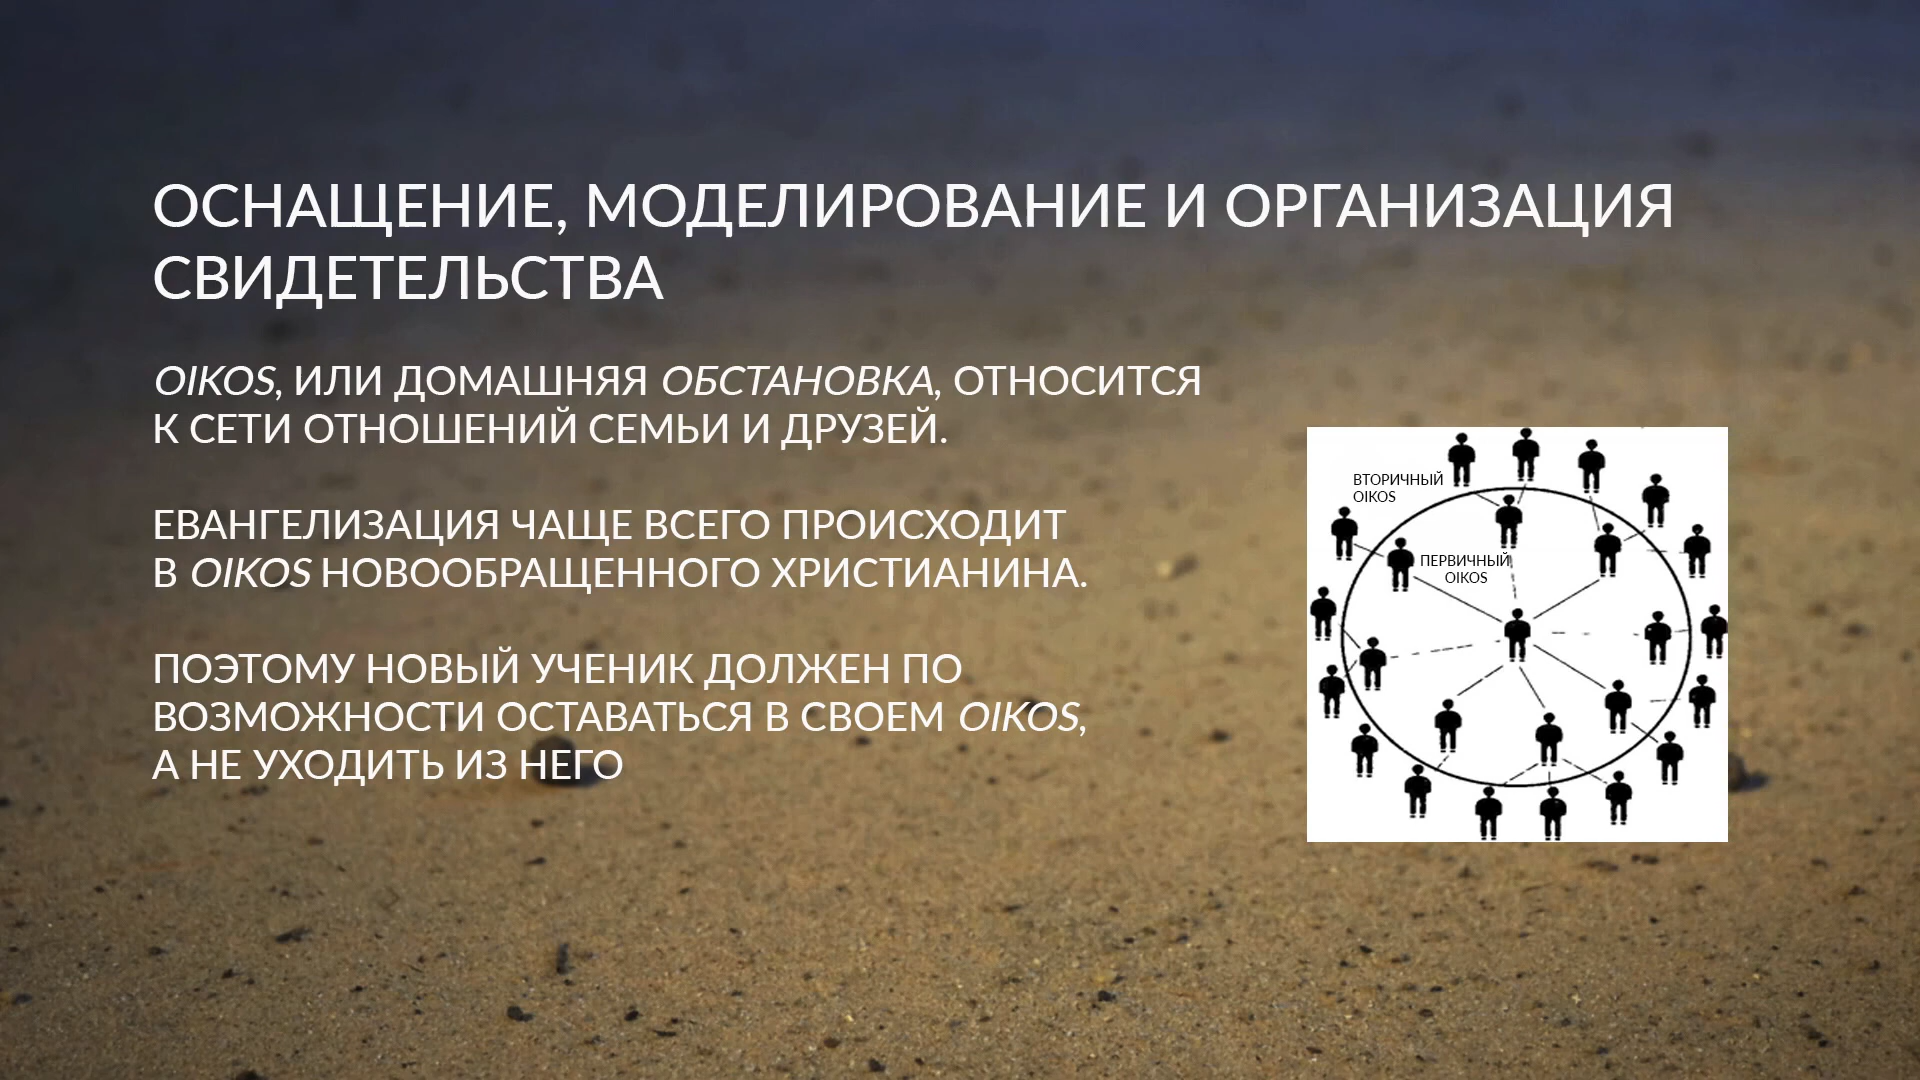 ОСНАЩЕНИЕ, МОДЕЛИРОВАНИЕ И ОРГАНИЗАЦИЯ
СВИДЕТЕЛЬСТВА
OIKOS, ИЛИ ДОМАШНЯЯ ОБСТАНОВКА, ОТНОСИТСЯ
К СЕТИ ОТНОШЕНИЙ СЕМЬИ И ДРУЗЕЙ.
ЕВАНГЕЛИЗАЦИЯ ЧАЩЕ ВСЕГО ПРОИСХОДИТ
В OIKOS НОВООБРАЩЕННОГО ХРИСТИАНИНА.
ПОЭТОМУ НОВЫЙ УЧЕНИК ДОЛЖЕН ПО
ВОЗМОЖНОСТИ ОСТАВАТЬСЯ В СВОЕМ OIKOS,
А НЕ УХОДИТЬ ИЗ НЕГО
ВТОРИЧНЫЙ
OIKOS
ПЕРВИЧНЫЙ
OIKOS